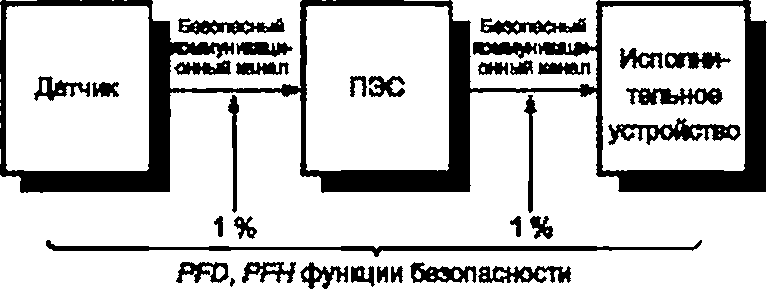 Датчик
Безопасный
коммуникаци-
онный канал
ПЭС
Безопасный
коммуникаци-
онный канал
Исполни-
тельное
устройство
1 %
1 %
PFD, PFH функции безопасности